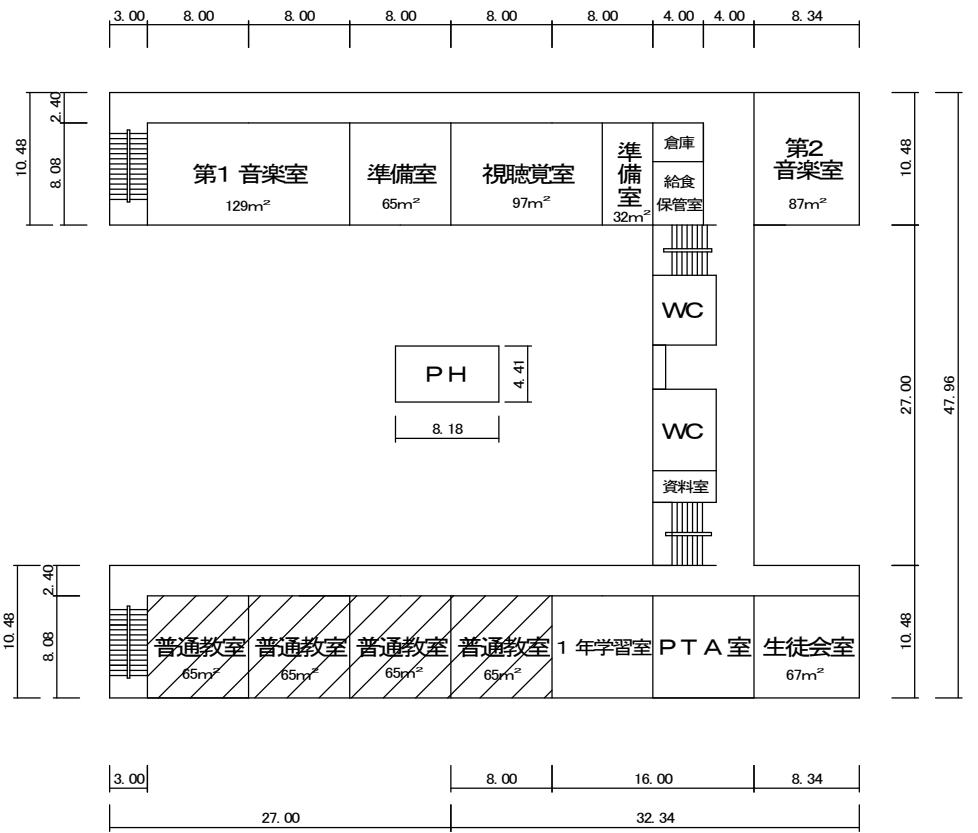 3.00 8.00 8.00 8.00 8.00 8.00 4.00 4.00 8.34
10.48
2.40
8.08
第1 音楽室
129m²
準備室
65m²
視聴覚室
97m²
準備室
32m²
倉庫
給食
保管室
第2
音楽室
87m²
10.48
WC
PH
4.41
8.18
27.00
47.96
WC
資料室
10.48
2.40
8.08
普通教室
65m²
普通教室
65m²
普通教室
65m²
普通教室
65m²
1年学習室
PTA室
生徒会室
67m²
10.48
3.00 8.00 16.00 8.34
27.00 32.34